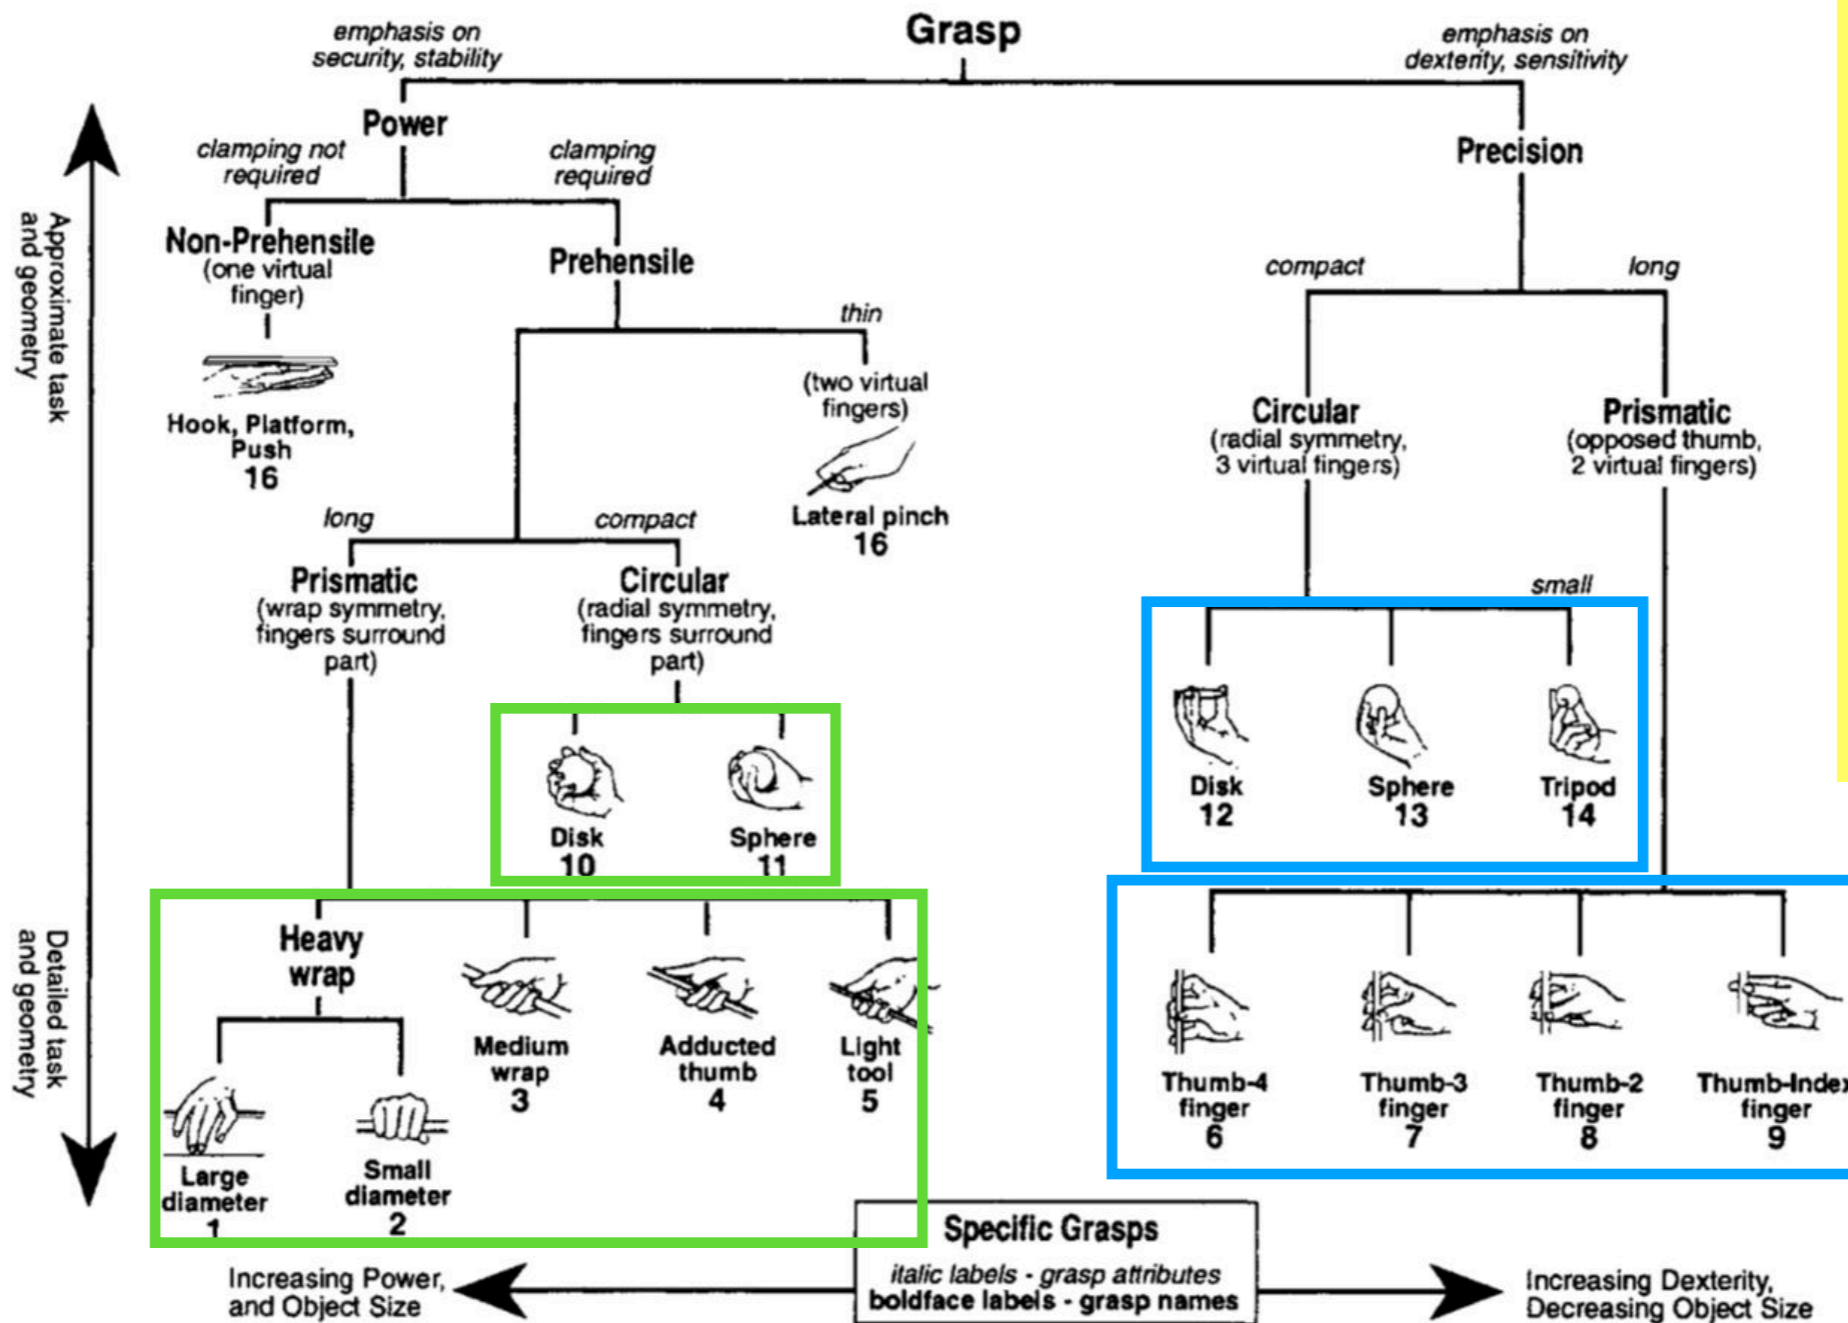 Grasp
emphasis on
security, stability
emphasis on
dexterity, sensitivity
Power
Precision
clamping not
required
clamping
required
Non-Prehensile
(one virtual
finger)
Prehensile
compact
long
thin
Hook, Platform,
Push
16
(two virtual
fingers)
Lateral pinch
16
Circular
(radial symmetry,
3 virtual fingers)
Prismatic
(opposed thumb,
2 virtual fingers)
long
compact
Prismatic
(wrap symmetry,
fingers surround
part)
Circular
(radial symmetry,
fingers surround
part)
small
Disk
10
Sphere
11
Disk
12
Sphere
13
Tripod
14
Heavy
wrap
Large
diameter
1
Small
diameter
2
Medium
wrap
3
Adducted
thumb
4
Light
tool
5
Thumb-4
finger
6
Thumb-3
finger
7
Thumb-2
finger
8
Thumb-Index
finger
9
Approximate task
and geometry
Detailed task
and geometry
Increasing Power,
and Object Size
Specific Grasps
italic labels - grasp attributes
boldface labels - grasp names
Increasing Dexterity,
Decreasing Object Size